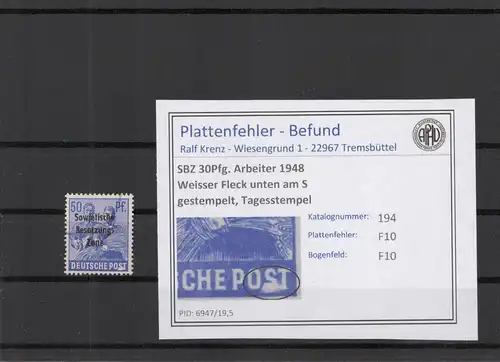 50 Pf.
Sowjetische
Besatzungs
Zone
DEUTSCHE POST
Plattenfehler - Befund
Ralf Krenz - Wiesengrund 1 - 22967 Tremsbüttel
SBZ 30Pfg. Arbeiter 1948
Weisser Fleck unten am S
gestempelt, Tagesstempel
Katalognummer: 194
Plattenfehler: F10
Bogenfeld: F10
CHE POST
PID: 6947/19,5